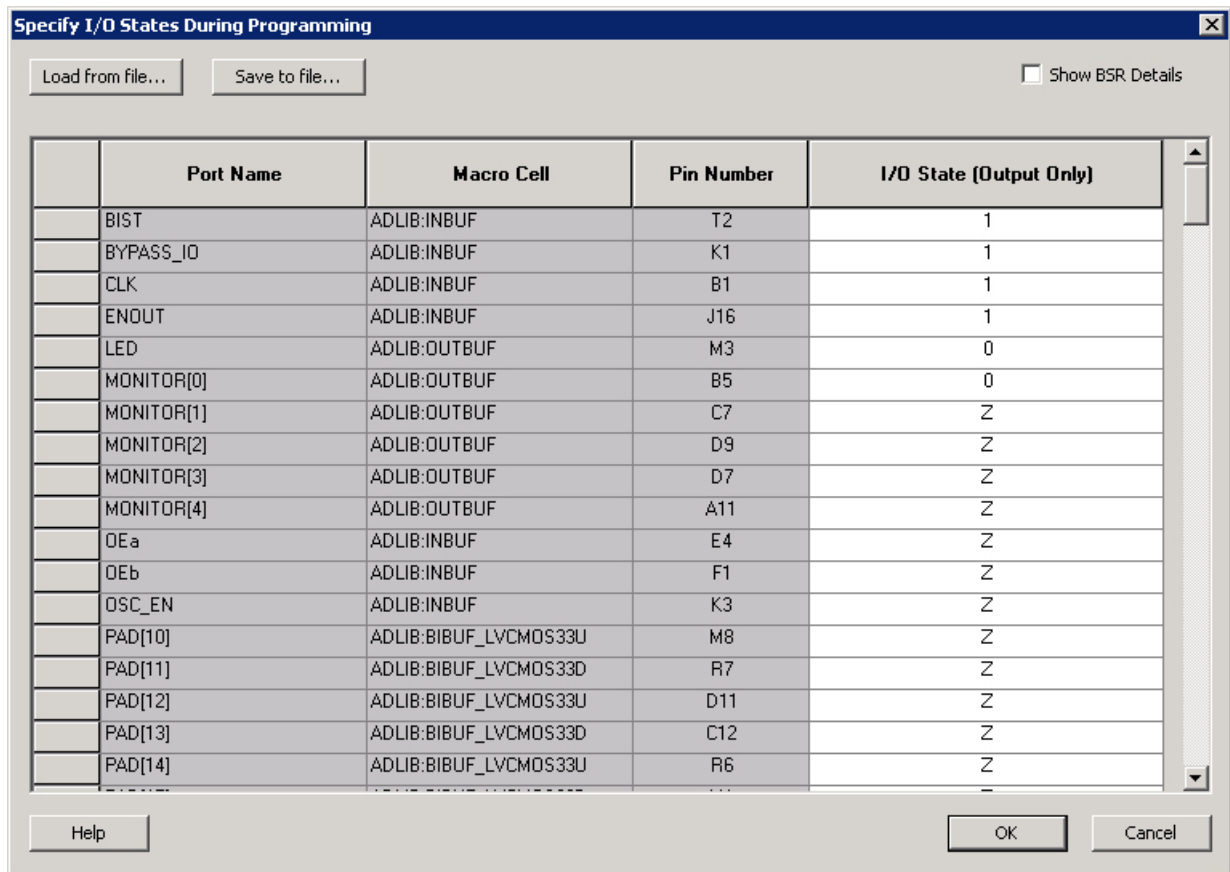 Specify I/O States During Programming
Load from file... Save to file... Show BSR Details
Port Name Macro Cell Pin Number I/O State (Output Only)
BIST ADLIB:INBUF T2 1
BYPASS_IO ADLIB:INBUF K1 1
CLK ADLIB:INBUF B1 1
ENOUT ADLIB:INBUF J16 1
LED ADLIB:OUTBUF M3 0
MONITOR[0] ADLIB:OUTBUF B5 0
MONITOR[1] ADLIB:OUTBUF C7 Z
MONITOR[2] ADLIB:OUTBUF D9 Z
MONITOR[3] ADLIB:OUTBUF D7 Z
MONITOR[4] ADLIB:OUTBUF A11 Z
OEa ADLIB:INBUF E4 Z
OEb ADLIB:INBUF F1 Z
OSC_EN ADLIB:INBUF K3 Z
PAD[10] ADLIB:BIBUF_LVCMOS33U M8 Z
PAD[11] ADLIB:BIBUF_LVCMOS33D R7 Z
PAD[12] ADLIB:BIBUF_LVCMOS33U D11 Z
PAD[13] ADLIB:BIBUF_LVCMOS33D C12 Z
PAD[14] ADLIB:BIBUF_LVCMOS33U R6 Z
Help OK Cancel